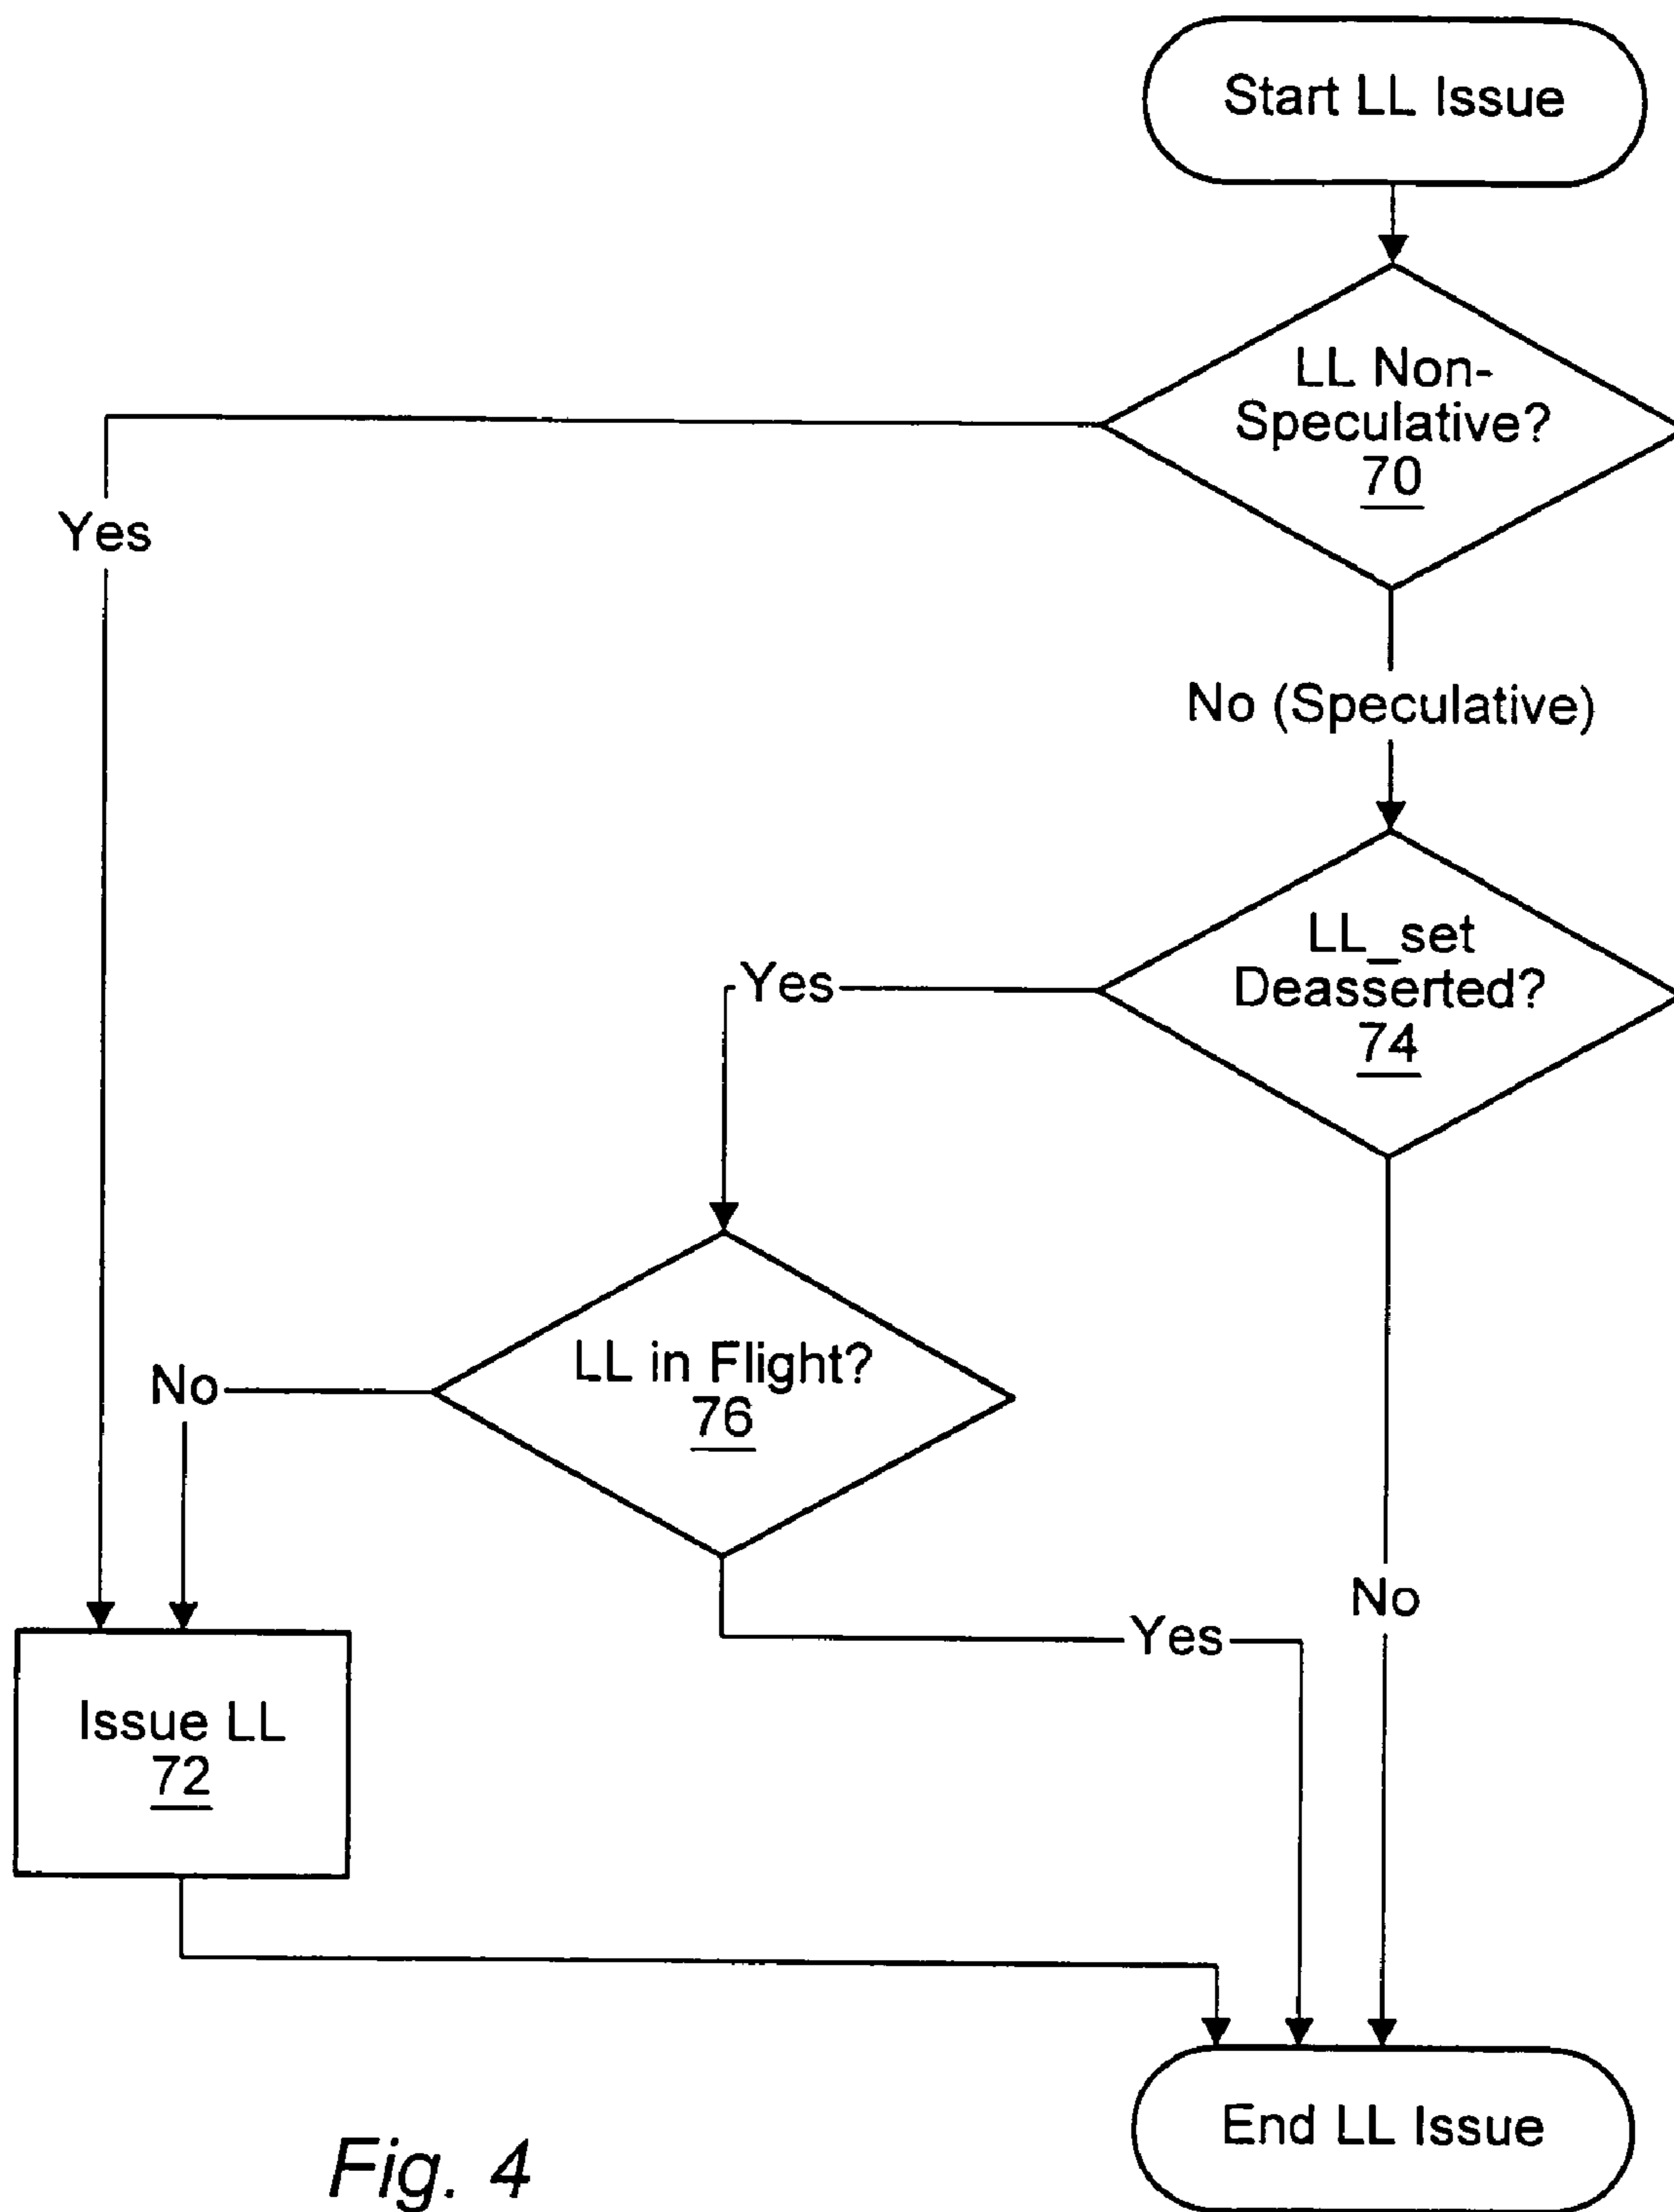 Start LL Issue
LL Non-
Speculative?
70
Yes
No (Speculative)
LL_set
Deasserted?
74
Yes
LL in Flight?
76
No
No
Yes
Issue LL
72
End LL Issue
Fig. 4